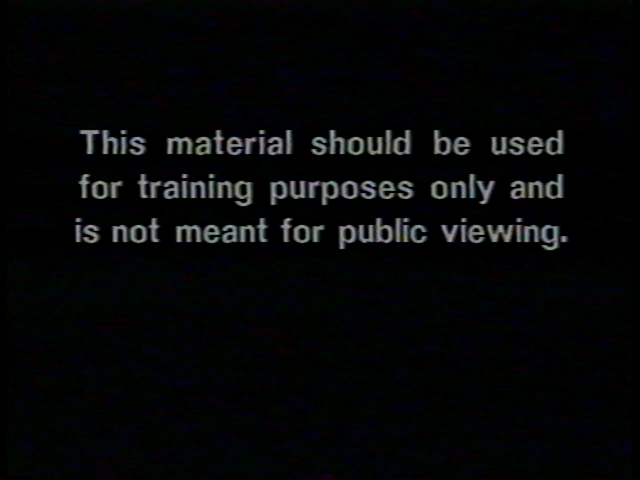 This material should be used
for training purposes only and
is not meant for public viewing.